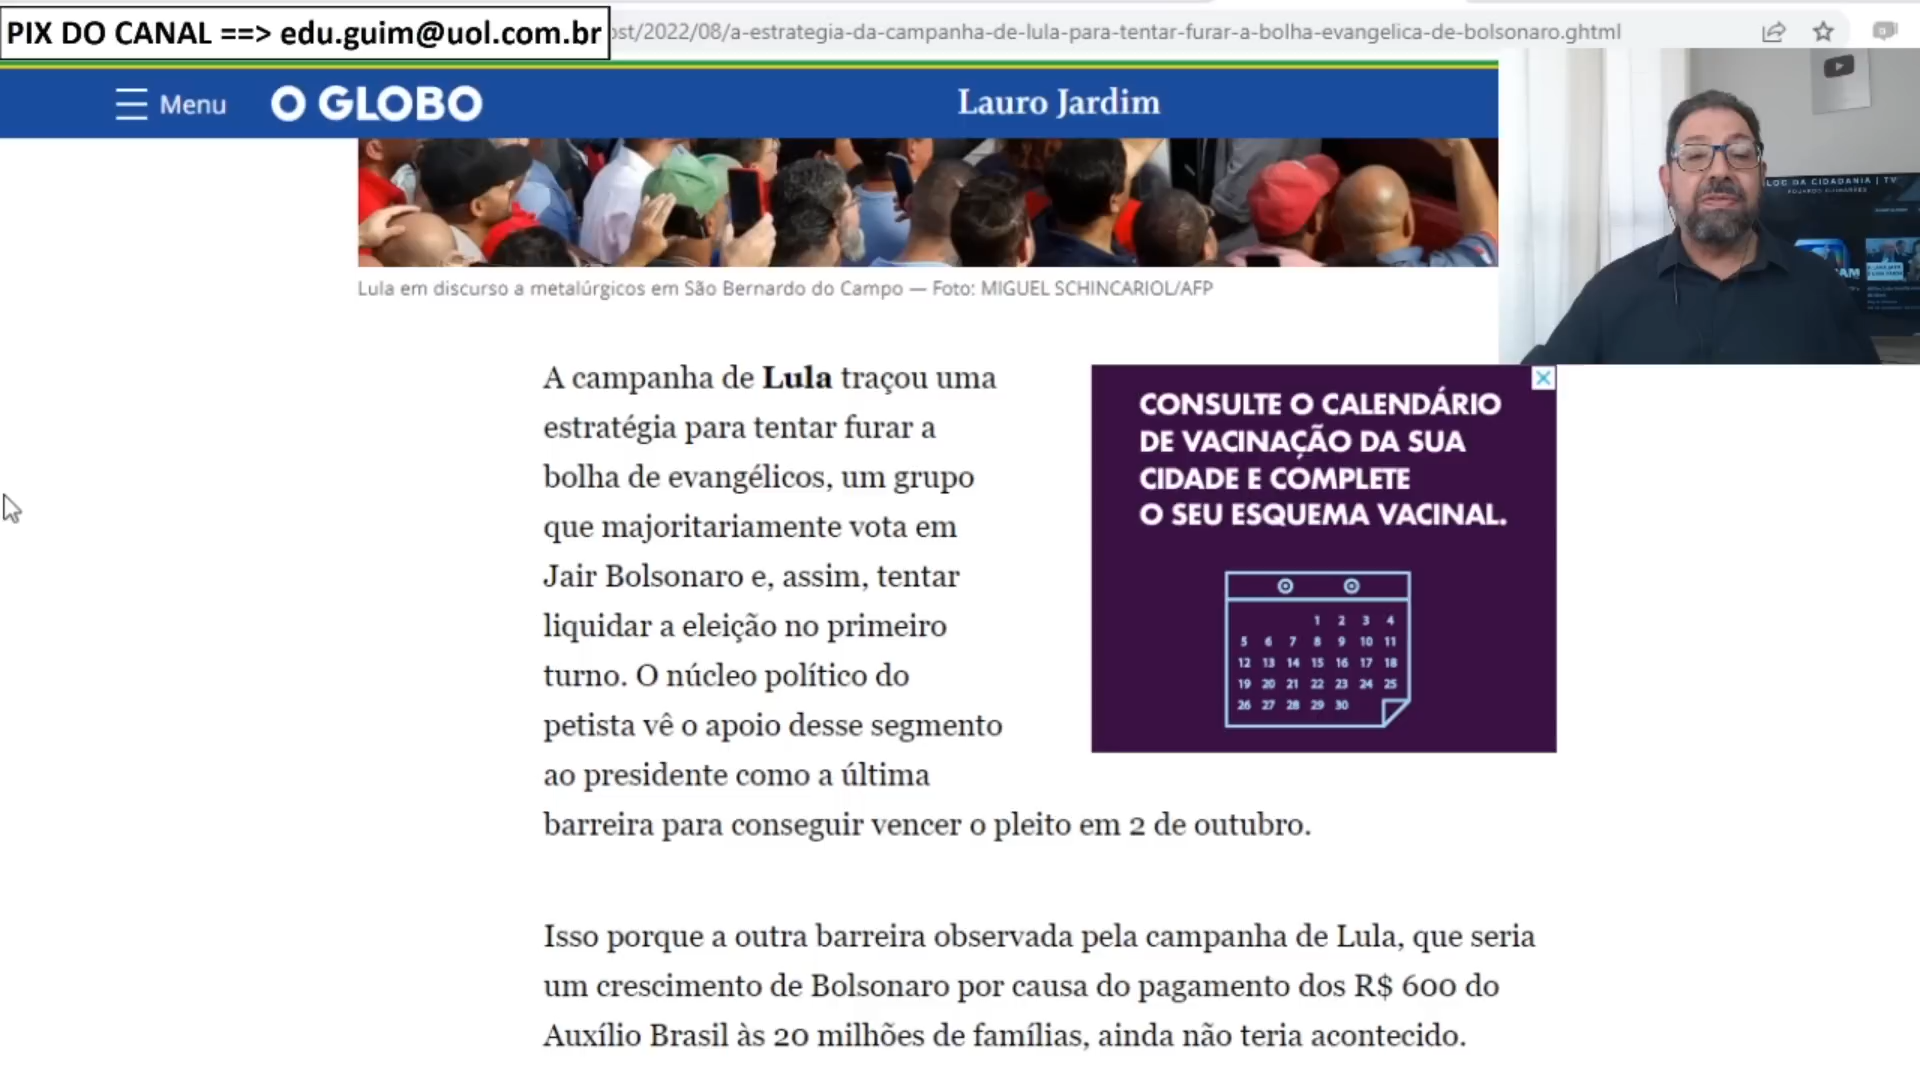 PIX DO CANAL ==> edu.guim@uol.com.br
ost/2022/08/a-estrategia-da-campanha-de-lula-para-tentar-furar-a-bolha-evangelica-de-bolsonaro.ghtml
Menu
O GLOBO
Lauro Jardim
BLOG DA CIDADANIA | TV
EDUARDO GUIMARÃES
Lula em discurso a metalúrgicos em São Bernardo do Campo — Foto: MIGUEL SCHINCARIOL/AFP
A campanha de Lula traçou uma
estratégia para tentar furar a
bolha de evangélicos, um grupo
que majoritariamente vota em
Jair Bolsonaro e, assim, tentar
liquidar a eleição no primeiro
turno. O núcleo político do
petista vê o apoio desse segmento
ao presidente como a última
barreira para conseguir vencer o pleito em 2 de outubro.
CONSULTE O CALENDÁRIO
DE VACINAÇÃO DA SUA
CIDADE E COMPLETE
O SEU ESQUEMA VACINAL.
1 2 3 4
5 6 7 8 9 10 11
12 13 14 15 16 17 18
19 20 21 22 23 24 25
26 27 28 29 30
Isso porque a outra barreira observada pela campanha de Lula, que seria
um crescimento de Bolsonaro por causa do pagamento dos R$ 600 do
Auxílio Brasil às 20 milhões de famílias, ainda não teria acontecido.